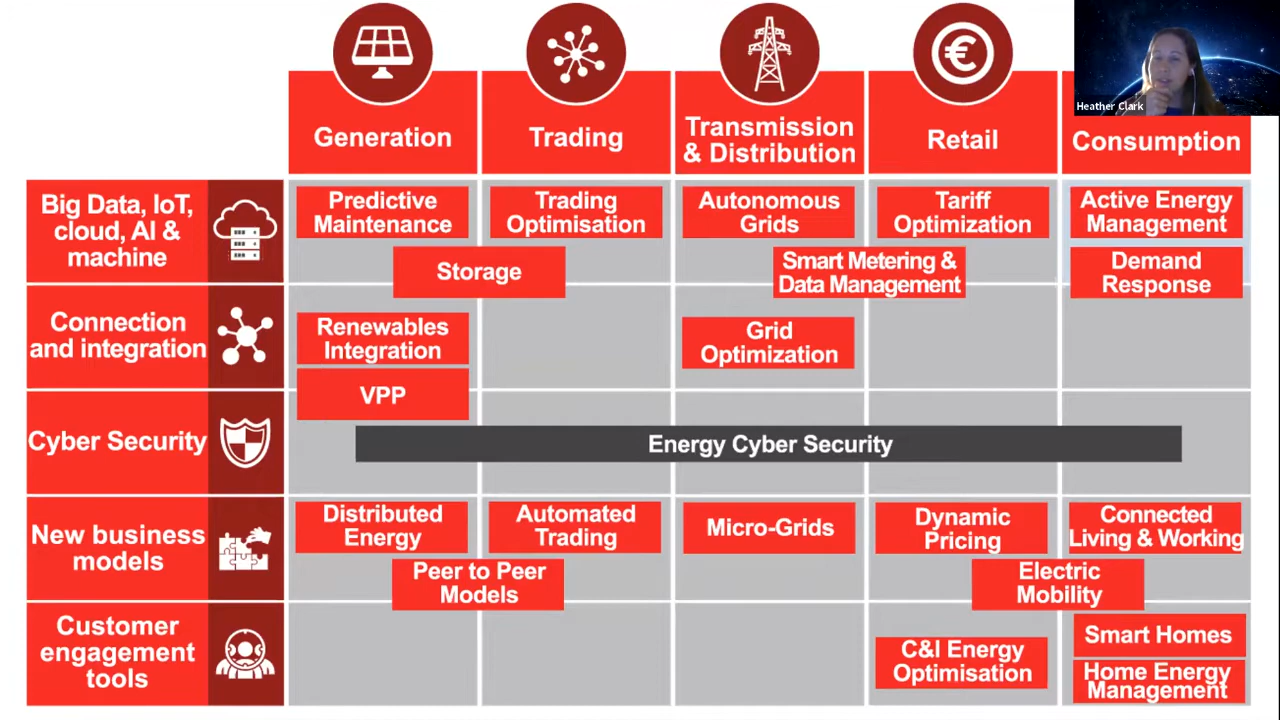 Heather Clark
Generation
Trading
Transmission
& Distribution
Retail
Consumption
Big Data, IoT,
cloud, AI &
machine
Predictive
Maintenance
Trading
Optimisation
Autonomous
Grids
Tariff
Optimization
Active Energy
Management
Storage
Smart Metering &
Data Management
Demand
Response
Connection
and integration
Renewables
Integration
Grid
Optimization
VPP
Cyber Security
Energy Cyber Security
New business
models
Distributed
Energy
Automated
Trading
Micro-Grids
Dynamic
Pricing
Connected
Living & Working
Peer to Peer
Models
Electric
Mobility
Customer
engagement
tools
C&I Energy
Optimisation
Smart Homes
Home Energy
Management